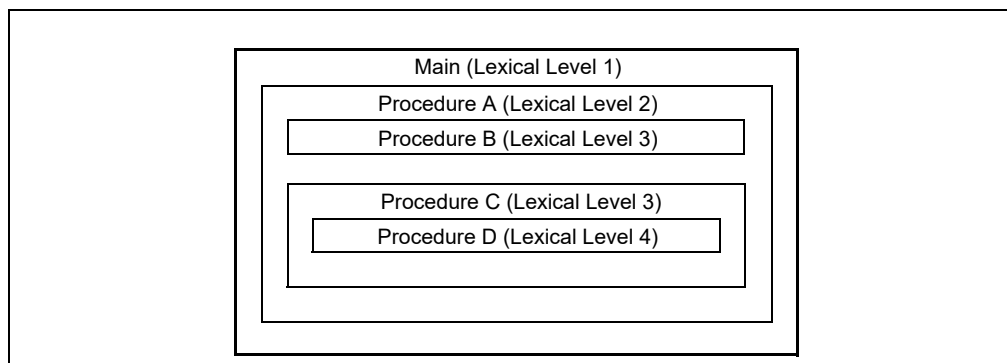 Main (Lexical Level 1)
Procedure A (Lexical Level 2)
Procedure B (Lexical Level 3)
Procedure C (Lexical Level 3)
Procedure D (Lexical Level 4)